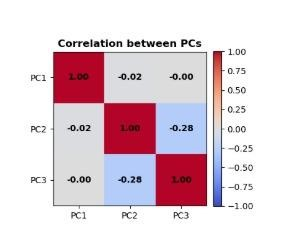 Correlation between PCs
PC1 1.00 -0.02 -0.00
PC2 -0.02 1.00 -0.28
PC3 -0.00 -0.28 1.00
PC1 PC2 PC3
1.00
0.75
0.50
0.25
0.00
−0.25
−0.50
−0.75
−1.00